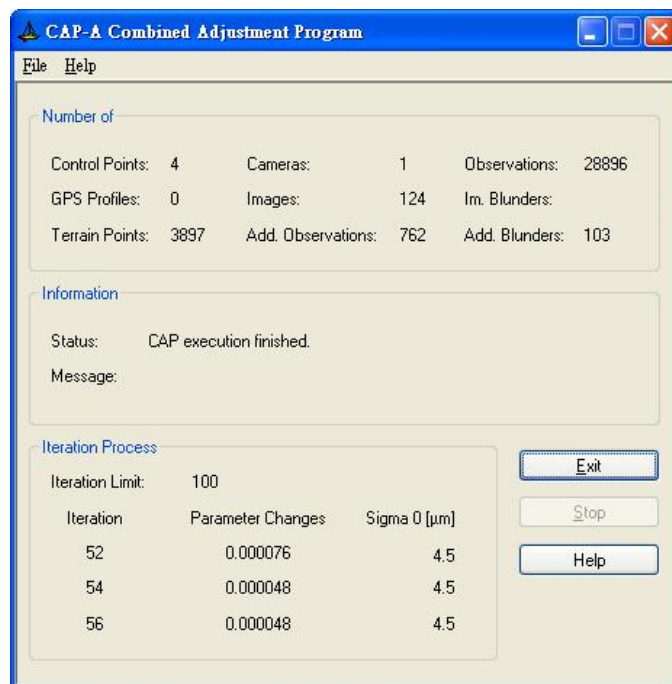 CAP-A Combined Adjustment Program
File Help
Number of
Control Points: 4 Cameras: 1 Observations: 28896
GPS Profiles: 0 Images: 124 Im. Blunders:
Terrain Points: 3897 Add. Observations: 762 Add. Blunders: 103
Information
Status: CAP execution finished.
Message:
Iteration Process
Iteration Limit: 100
Iteration Parameter Changes Sigma 0 [µm]
52 0.000076 4.5
54 0.000048 4.5
56 0.000048 4.5
Exit
Stop
Help